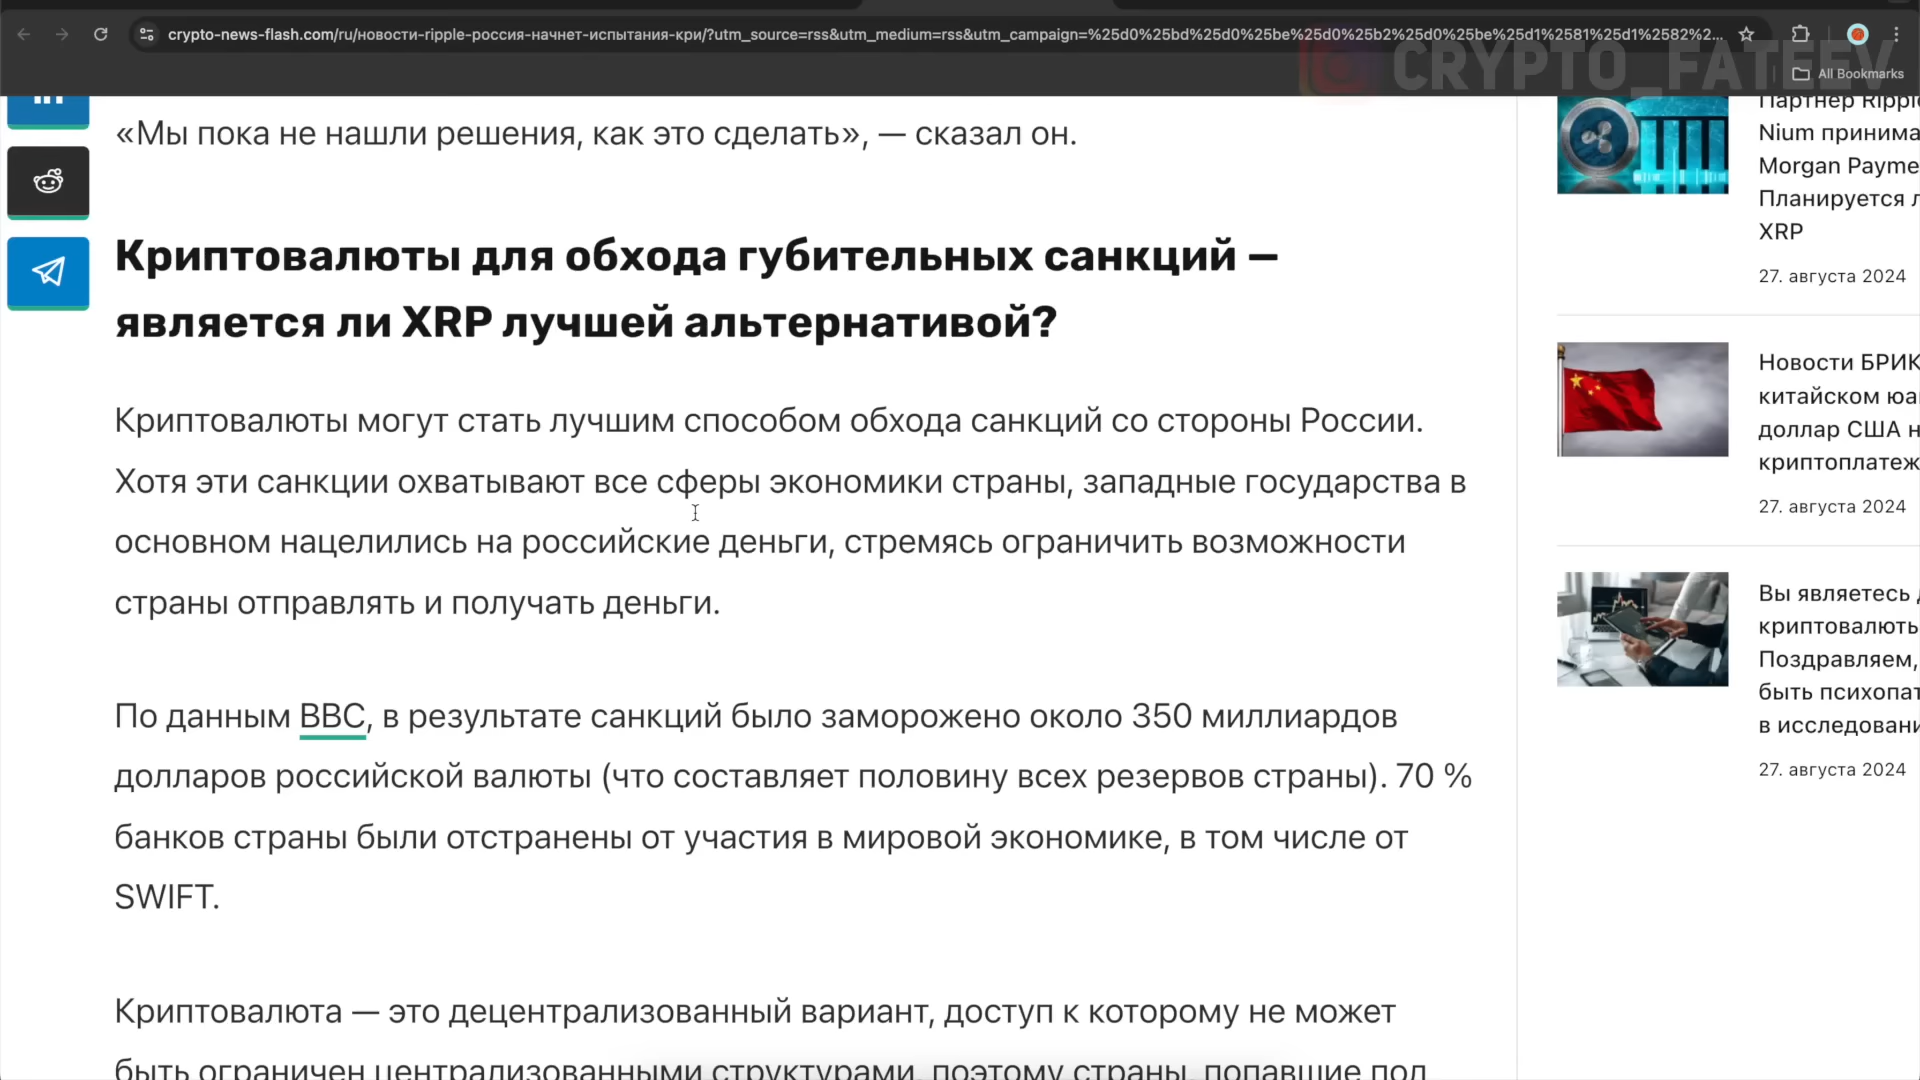 crypto-news-flash.com/ru/новости-ripple-россия-начнет-испытания-кри/?utm_source=rss&utm_medium=rss&utm_campaign=%25d0%25bd%25d0%25be%25d0%25b2%25d0%25be%25d1%2581%25d1%2582%2...
CRYPTO_FATEEV
All Bookmarks
«Мы пока не нашли решения, как это сделать», — сказал он.
Криптовалюты для обхода губительных санкций —
является ли XRP лучшей альтернативой?
Криптовалюты могут стать лучшим способом обхода санкций со стороны России.
Хотя эти санкции охватывают все сферы экономики страны, западные государства в
основном нацелились на российские деньги, стремясь ограничить возможности
страны отправлять и получать деньги.
По данным BBC, в результате санкций было заморожено около 350 миллиардов
долларов российской валюты (что составляет половину всех резервов страны). 70 %
банков страны были отстранены от участия в мировой экономике, в том числе от
SWIFT.
Криптовалюта — это децентрализованный вариант, доступ к которому не может
быть ограничен централизованными структурами, поэтому страны, попавшие под
Партнер Ripple
Nium принима
Morgan Payme
Планируется л
XRP
27. августа 2024
Новости БРИК
китайском юа
доллар США н
криптоплатеж
27. августа 2024
Вы являетесь
криптовалюты
Поздравляем,
быть психопат
в исследовани
27. августа 2024